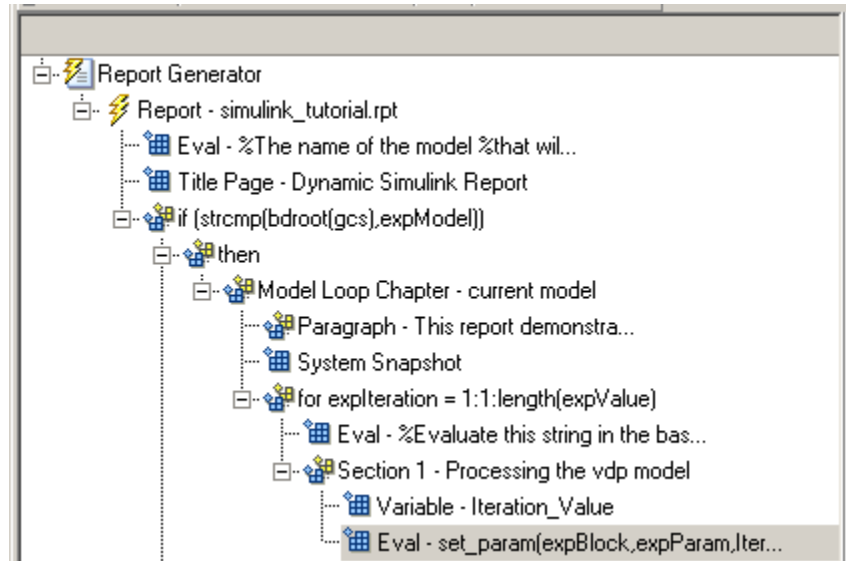 Report Generator
Report - simulink_tutorial.rpt
Eval - %The name of the model %that wil...
Title Page - Dynamic Simulink Report
if (strcmp(bdroot(gcs),expModel))
then
Model Loop Chapter - current model
Paragraph - This report demonstra...
System Snapshot
for expIteration = 1:1:length(expValue)
Eval - %Evaluate this string in the bas...
Section 1 - Processing the vdp model
Variable - Iteration_Value
Eval - set_param(expBlock,expParam,Iter...